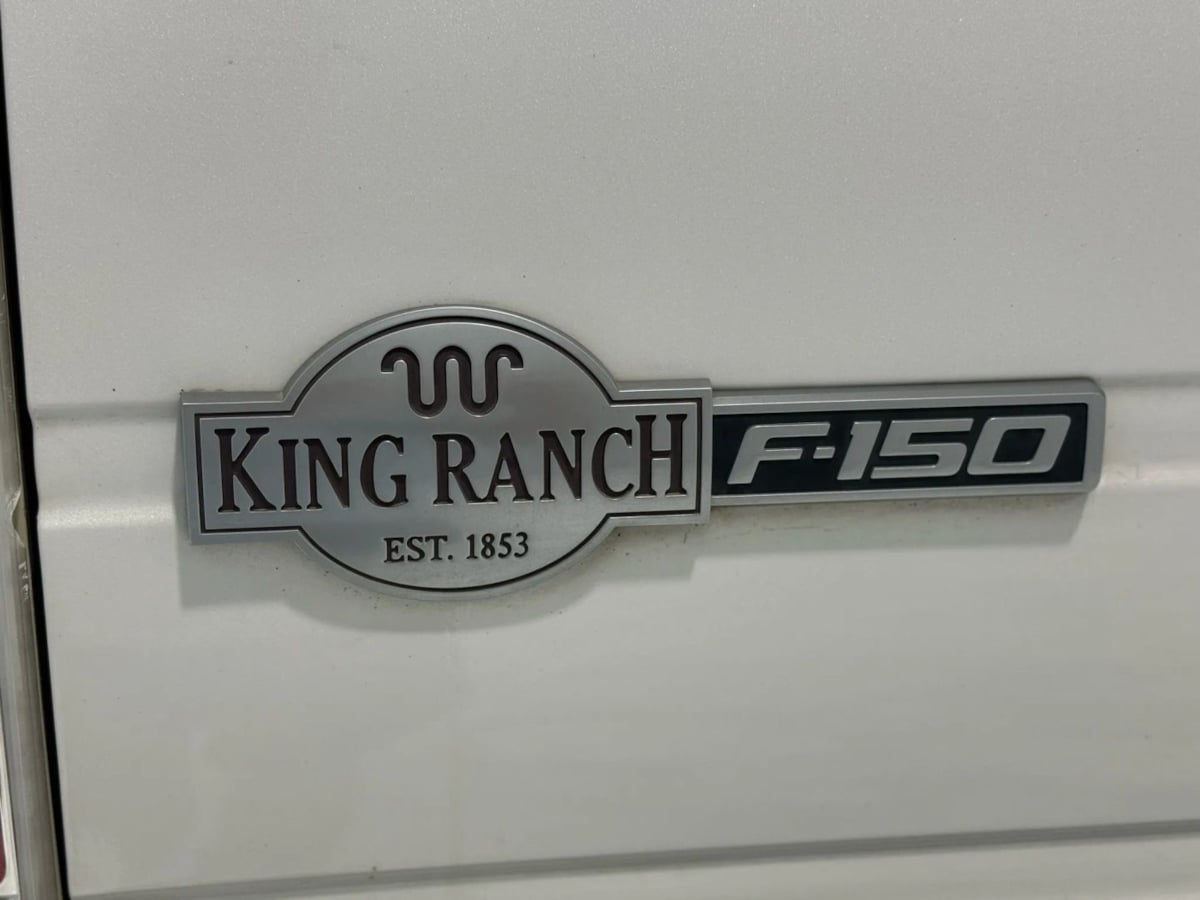 KING RANCH
EST. 1853
F-150